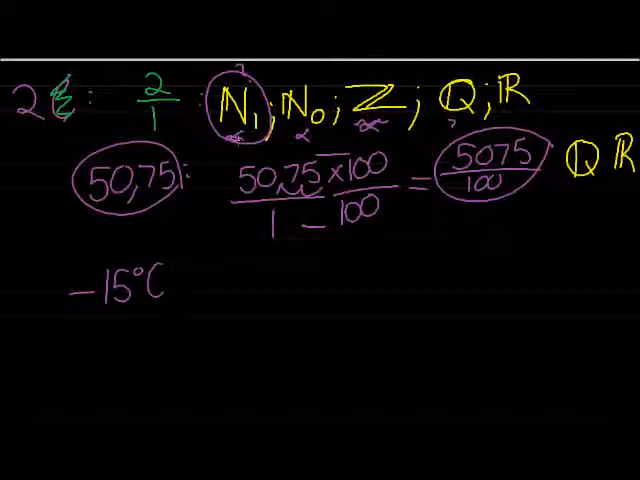 2 : 2/1 : N₁ ; N₀ ; ℤ ; Q ; ℝ
50,75 : 50,75/1 × 100/100 = 5075/100 Q ℝ
-15°C